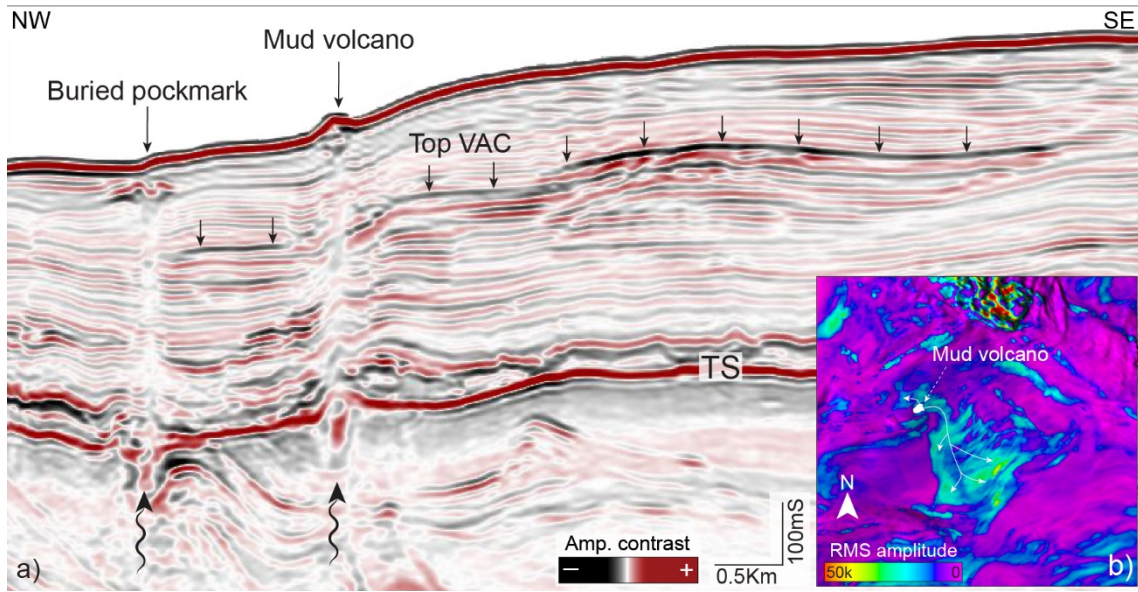 NW
SE
Mud volcano
Buried pockmark
Top VAC
TS
Mud volcano
N
100mS
Amp. contrast
− +
0.5Km
RMS amplitude
50k 0
a)
b)